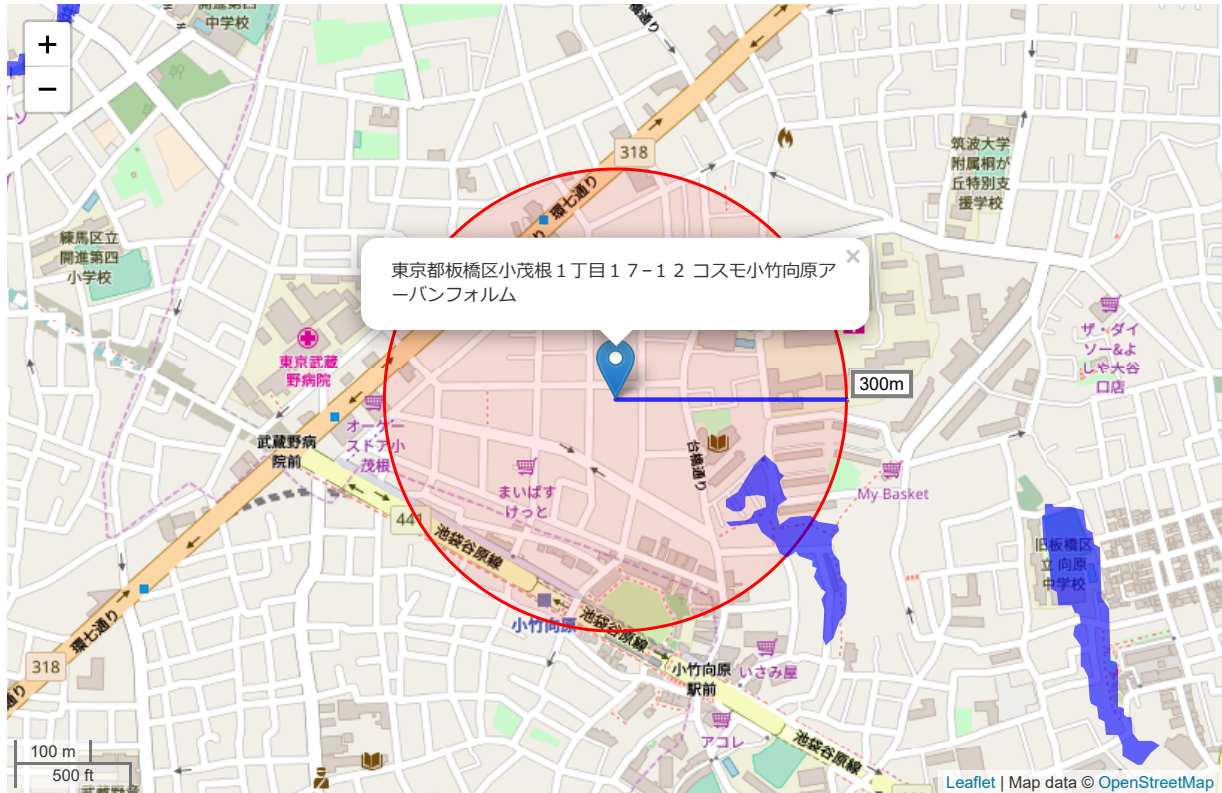 開進第四
中学校
+
−
318
環七通り
筑波大学
附属桐が
丘特別支
援学校
練馬区立
開進第四
小学校
東京都板橋区小茂根１丁目１７−１２ コスモ小竹向原ア
ーバンフォルム
×
東京武蔵
野病院
ザ・ダイ
ソー&よ
しや大谷
口店
300m
オーケー
ストア小
茂根
武蔵野病
院前
台橋通り
まいばす
けっと
My Basket
441
池袋谷原線
旧板橋区
立向原
中学校
小竹向原
池袋谷原線
環七通り
318
小竹向原
駅前
いさみ屋
アコレ
池袋谷原線
100 m
500 ft
Leaflet | Map data © OpenStreetMap